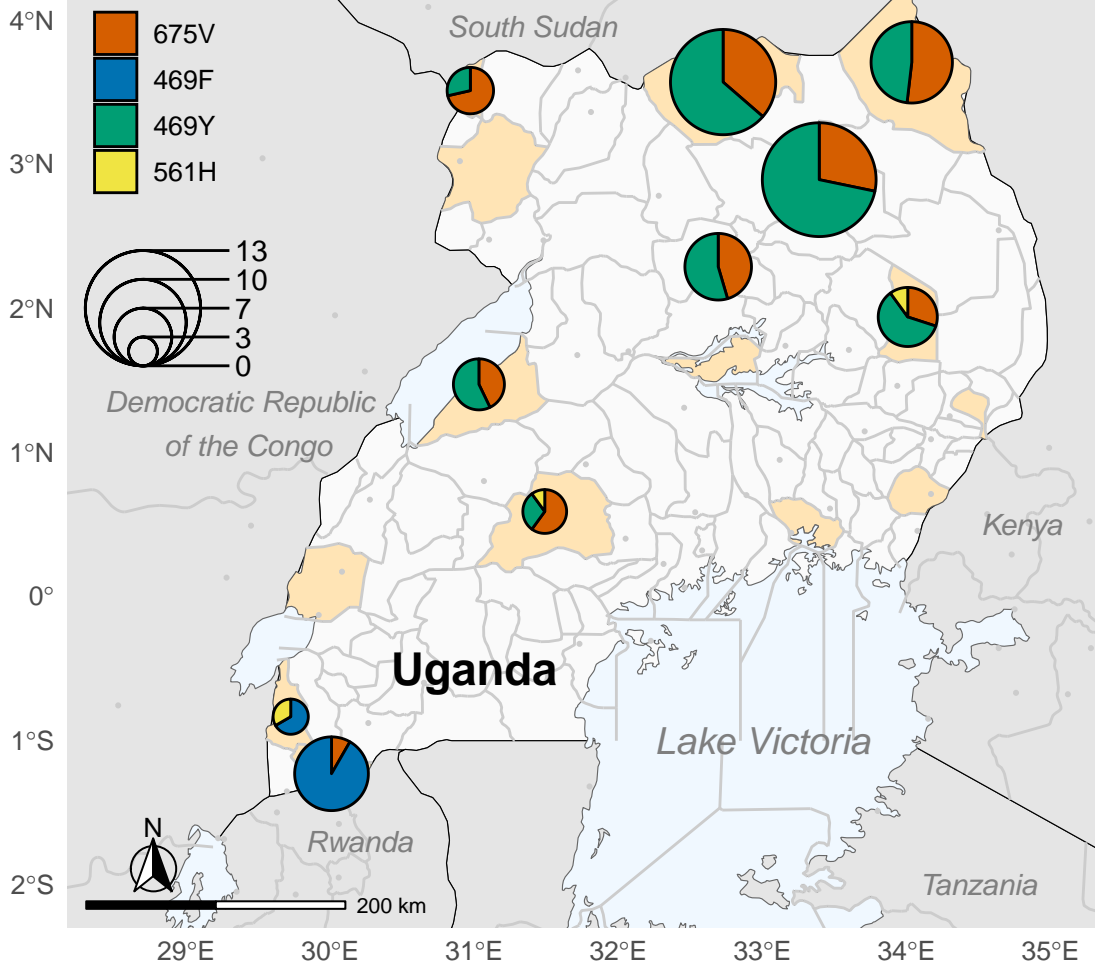 4°N
3°N
2°N
1°N
0°
1°S
2°S
675V
469F
469Y
561H
South Sudan
13
10
7
3
0
Democratic Republic
of the Congo
Kenya
Uganda
Lake Victoria
Rwanda
Tanzania
N
200 km
29°E
30°E
31°E
32°E
33°E
34°E
35°E